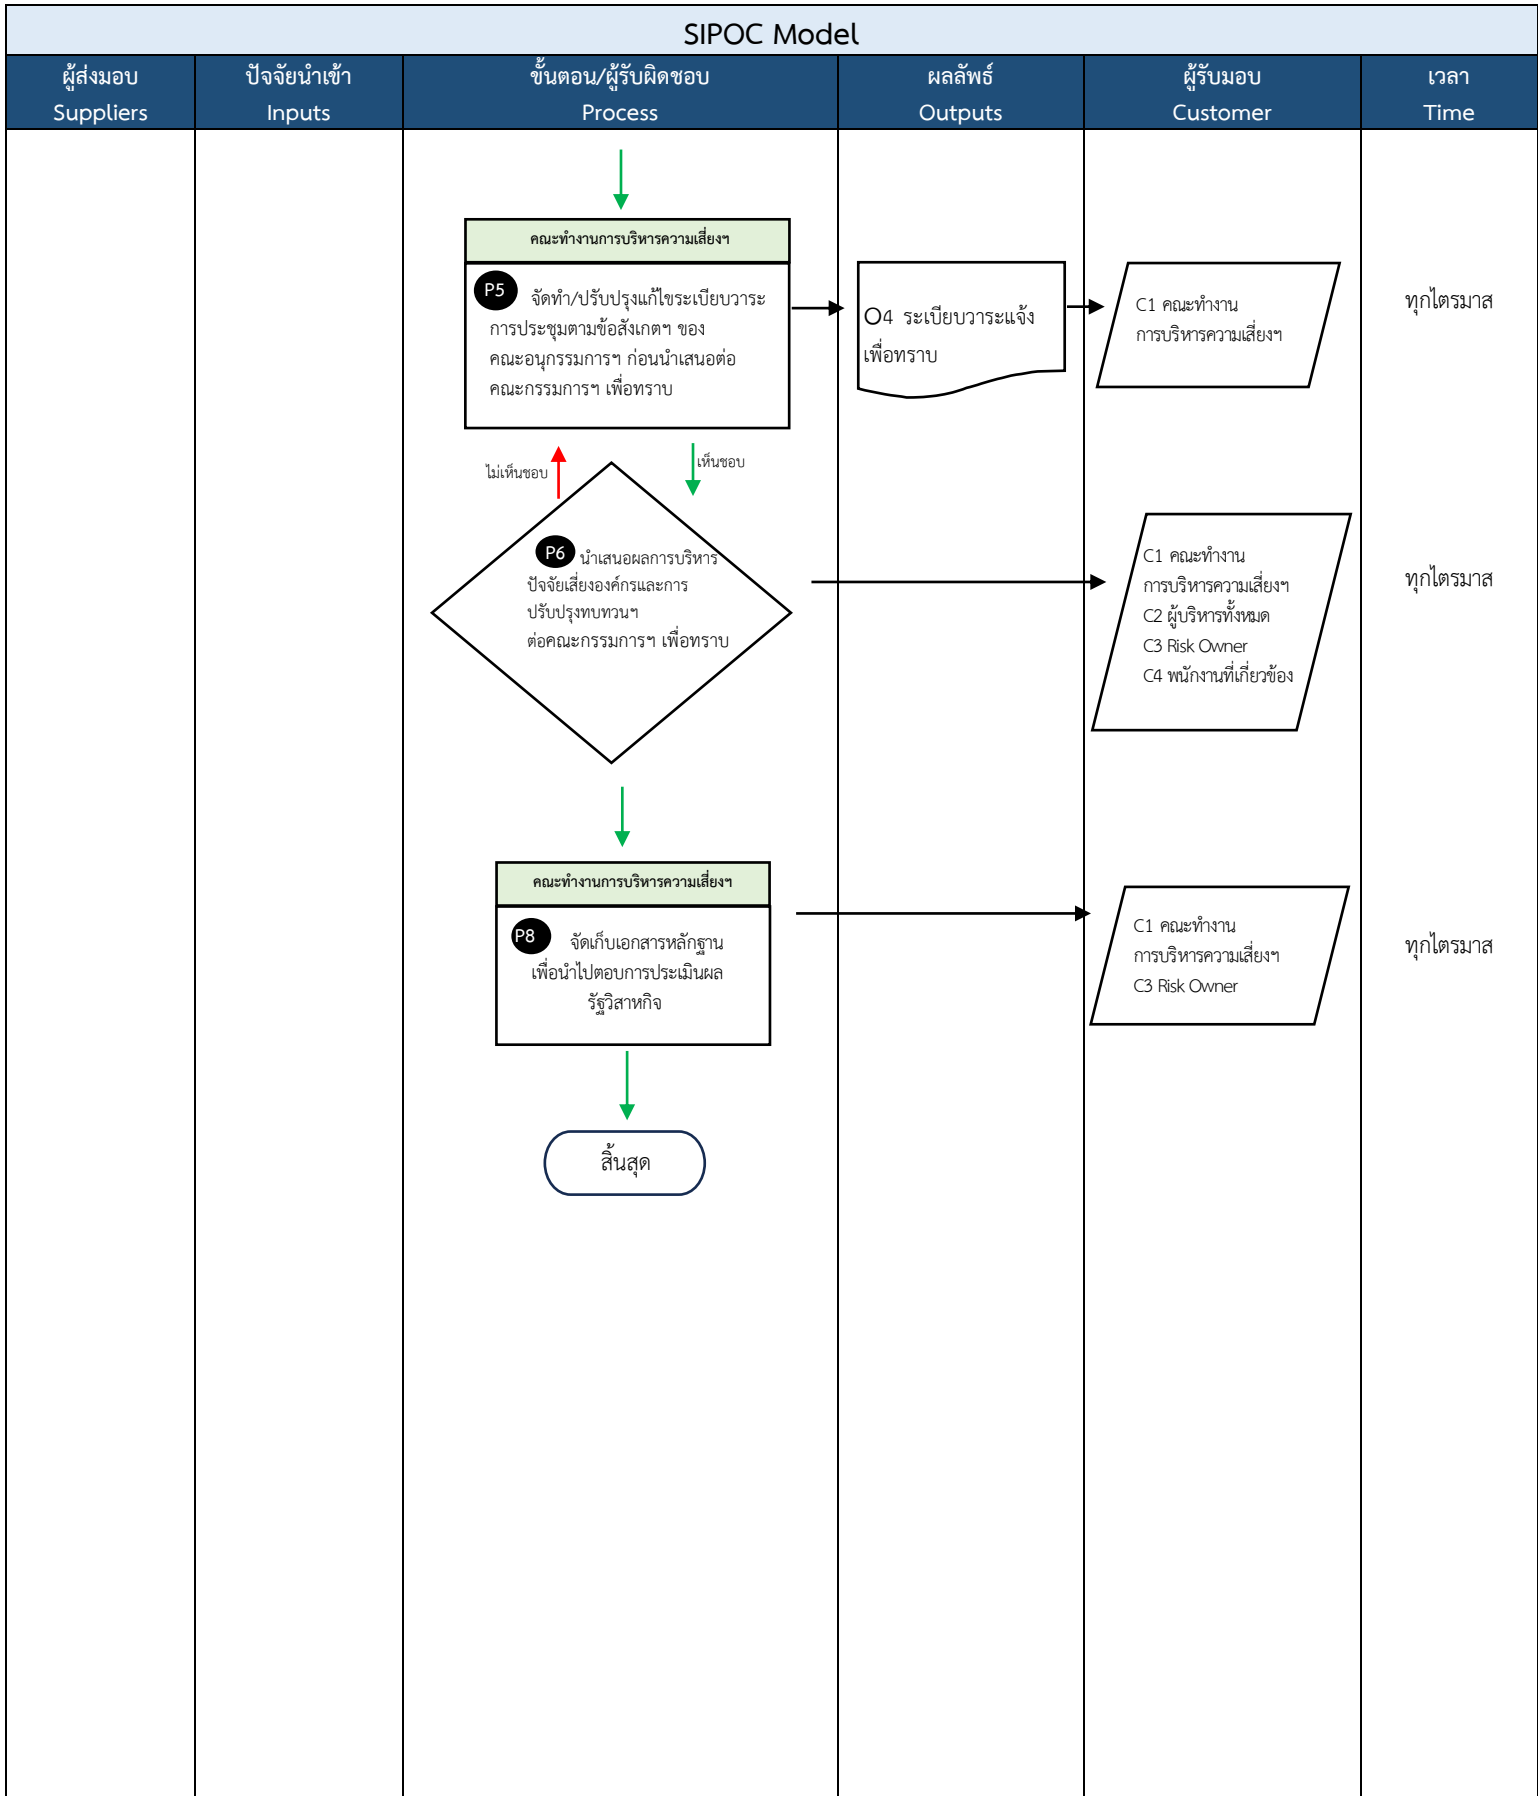 SIPOC Model
ผู้ส่งมอบ
Suppliers
ปัจจัยนำเข้า
Inputs
ขั้นตอน/ผู้รับผิดชอบ
Process
ผลลัพธ์
Outputs
ผู้รับมอบ
Customer
เวลา
Time
คณะทำงานการบริหารความเสี่ยงฯ
P5 จัดทำ/ปรับปรุงแก้ไขระเบียบวาระ
การประชุมตามข้อสังเกตฯ ของ
คณะอนุกรรมการฯ ก่อนนำเสนอต่อ
คณะกรรมการฯ เพื่อทราบ
O4 ระเบียบวาระแจ้ง
เพื่อทราบ
C1 คณะทำงาน
การบริหารความเสี่ยงฯ
ทุกไตรมาส
ไม่เห็นชอบ
เห็นชอบ
P6 นำเสนอผลการบริหาร
ปัจจัยเสี่ยงองค์กรและการ
ปรับปรุงทบทวนฯ
ต่อคณะกรรมการฯ เพื่อทราบ
C1 คณะทำงาน
การบริหารความเสี่ยงฯ
C2 ผู้บริหารทั้งหมด
C3 Risk Owner
C4 พนักงานที่เกี่ยวข้อง
ทุกไตรมาส
คณะทำงานการบริหารความเสี่ยงฯ
P8 จัดเก็บเอกสารหลักฐาน
เพื่อนำไปตอบการประเมินผล
รัฐวิสาหกิจ
C1 คณะทำงาน
การบริหารความเสี่ยงฯ
C3 Risk Owner
ทุกไตรมาส
สิ้นสุด